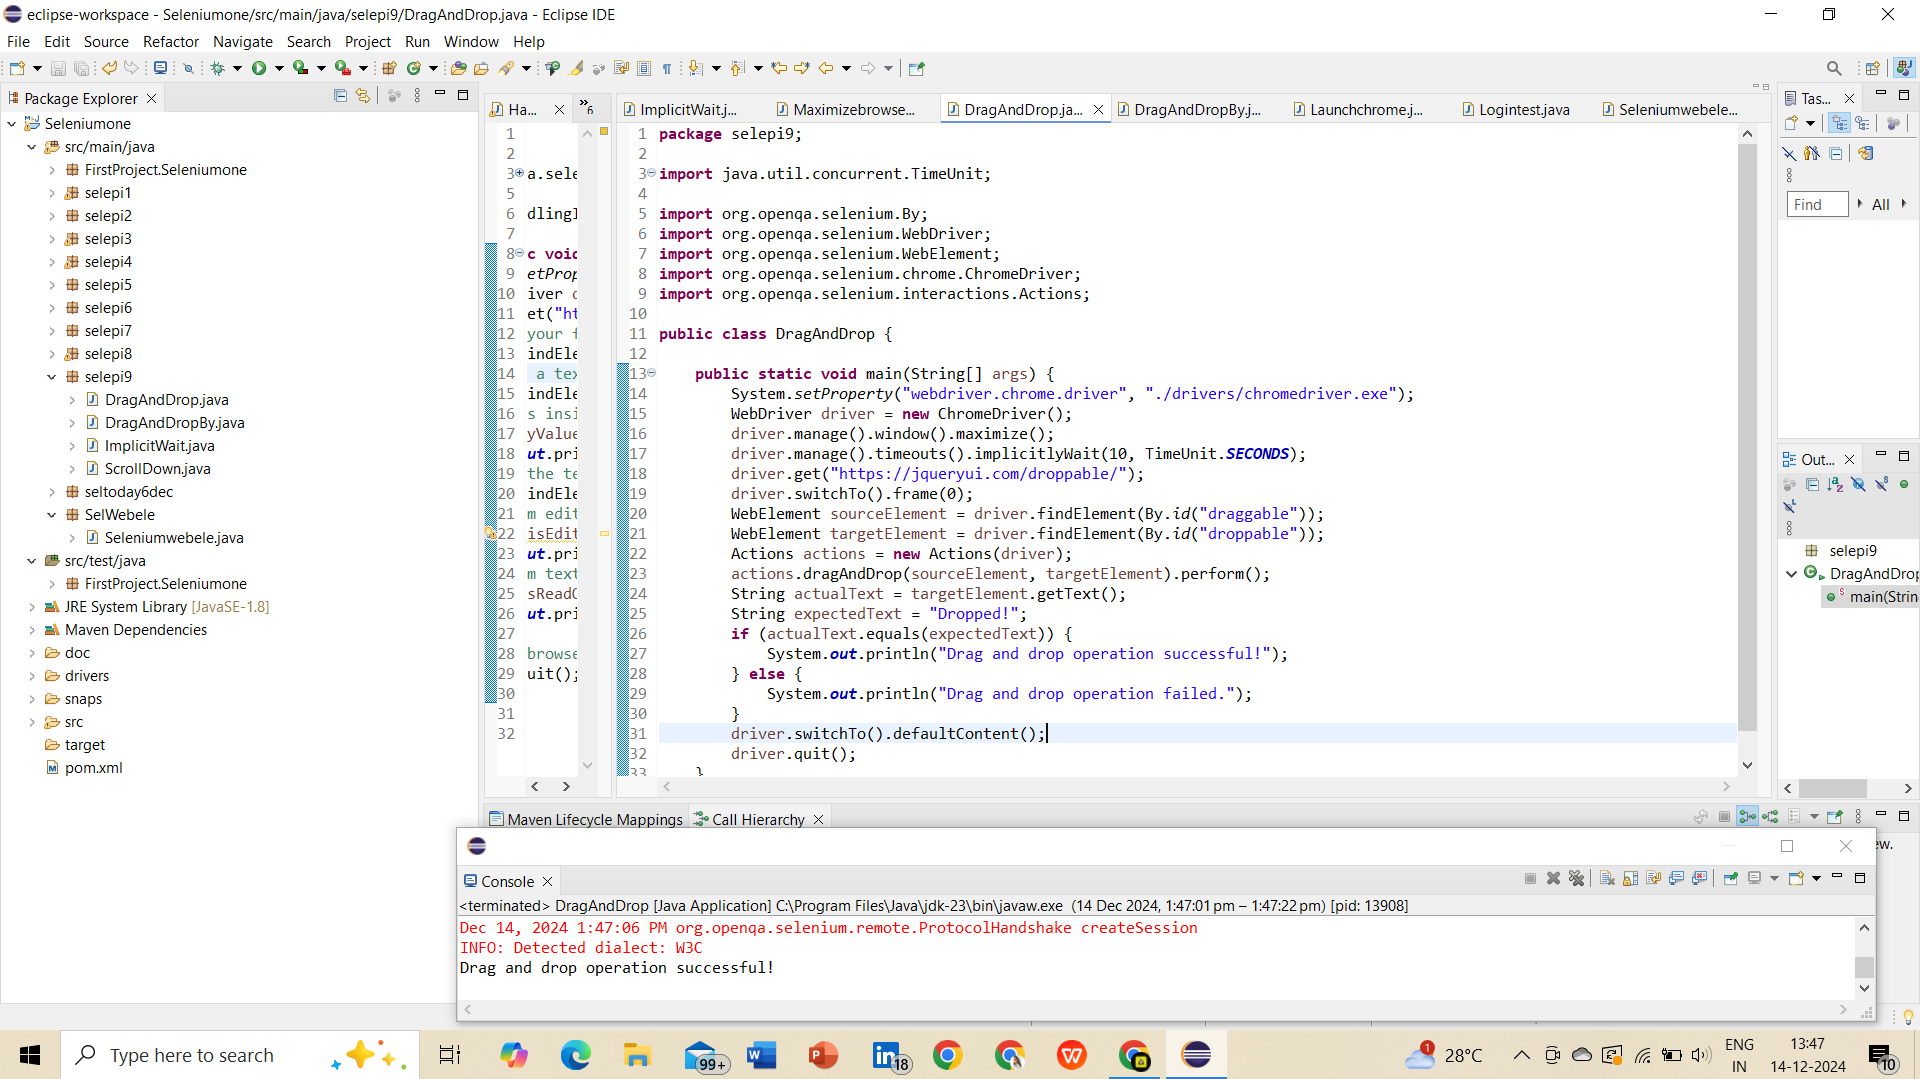 eclipse-workspace - Seleniumone/src/main/java/selepi9/DragAndDrop.java - Eclipse IDE
File Edit Source Refactor Navigate Search Project Run Window Help
Package Explorer
Seleniumone
src/main/java
FirstProject.Seleniumone
selepi1
selepi2
selepi3
selepi4
selepi5
selepi6
selepi7
selepi8
selepi9
DragAndDrop.java
DragAndDropBy.java
ImplicitWait.java
ScrollDown.java
seltoday6dec
SelWebele
Seleniumwebele.java
src/test/java
FirstProject.Seleniumone
JRE System Library [JavaSE-1.8]
Maven Dependencies
doc
drivers
snaps
src
target
pom.xml
Ha... 6
1
2
3 a.sele
5
6 dlingI
7
8 c void
9 etProp
10 iver d
11 et("ht
12 your f
13 indEle
14 a tex
15 indEle
16 s insi
17 yValue
18 ut.pri
19 the te
20 indEle
21 m edit
22 isEdit
23 ut.pri
24 m text
25 sReadO
26 ut.pri
27
28 browse
29 uit();
30
31
32
ImplicitWait.j... Maximizebrowse... DragAndDrop.ja... DragAndDropBy.j... Launchchrome.j... Logintest.java Seleniumwebele...
1 package selepi9;
2
3 import java.util.concurrent.TimeUnit;
4
5 import org.openqa.selenium.By;
6 import org.openqa.selenium.WebDriver;
7 import org.openqa.selenium.WebElement;
8 import org.openqa.selenium.chrome.ChromeDriver;
9 import org.openqa.selenium.interactions.Actions;
10
11 public class DragAndDrop {
12
13 public static void main(String[] args) {
14 System.setProperty("webdriver.chrome.driver", "./drivers/chromedriver.exe");
15 WebDriver driver = new ChromeDriver();
16 driver.manage().window().maximize();
17 driver.manage().timeouts().implicitlyWait(10, TimeUnit.SECONDS);
18 driver.get("https://jqueryui.com/droppable/");
19 driver.switchTo().frame(0);
20 WebElement sourceElement = driver.findElement(By.id("draggable"));
21 WebElement targetElement = driver.findElement(By.id("droppable"));
22 Actions actions = new Actions(driver);
23 actions.dragAndDrop(sourceElement, targetElement).perform();
24 String actualText = targetElement.getText();
25 String expectedText = "Dropped!";
26 if (actualText.equals(expectedText)) {
27 System.out.println("Drag and drop operation successful!");
28 } else {
29 System.out.println("Drag and drop operation failed.");
30 }
31 driver.switchTo().defaultContent();
32 driver.quit();
33 }
Tas...
Find All
Out...
selepi9
DragAndDrop
main(Strin
Maven Lifecycle Mappings Call Hierarchy
ew.
Console
<terminated> DragAndDrop [Java Application] C:\Program Files\Java\jdk-23\bin\javaw.exe (14 Dec 2024, 1:47:01 pm – 1:47:22 pm) [pid: 13908]
Dec 14, 2024 1:47:06 PM org.openqa.selenium.remote.ProtocolHandshake createSession
INFO: Detected dialect: W3C
Drag and drop operation successful!
Type here to search
99+
18
1
28°C
ENG
IN
13:47
14-12-2024
10